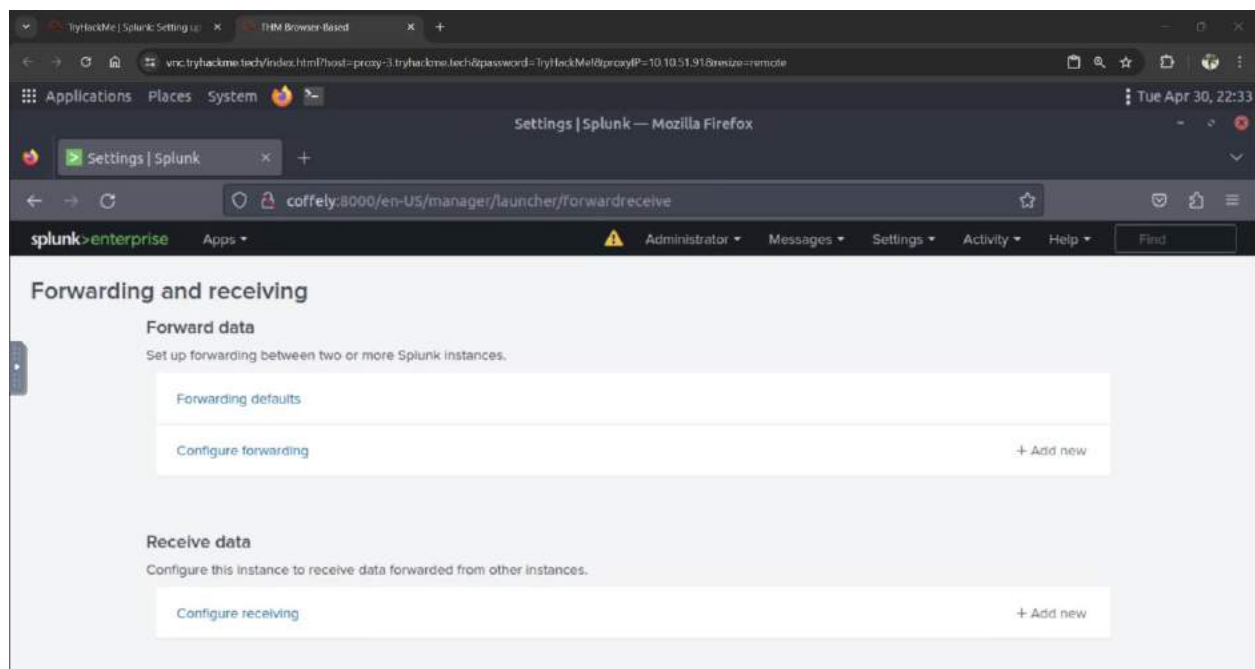 TryHackMe | Splunk: Setting up
THM Browser-Based
vnc.tryhackme.tech/index.html?host=proxy-3.tryhackme.tech&password=TryHackMe!&proxyIP=10.10.51.91&resize=remote
Applications Places System Tue Apr 30, 22:33
Settings | Splunk — Mozilla Firefox
Settings | Splunk
coffely:8000/en-US/manager/launcher/forwardreceive
splunk>enterprise Apps Administrator Messages Settings Activity Help Find
Forwarding and receiving
Forward data
Set up forwarding between two or more Splunk instances.
Forwarding defaults
Configure forwarding + Add new
Receive data
Configure this instance to receive data forwarded from other instances.
Configure receiving + Add new